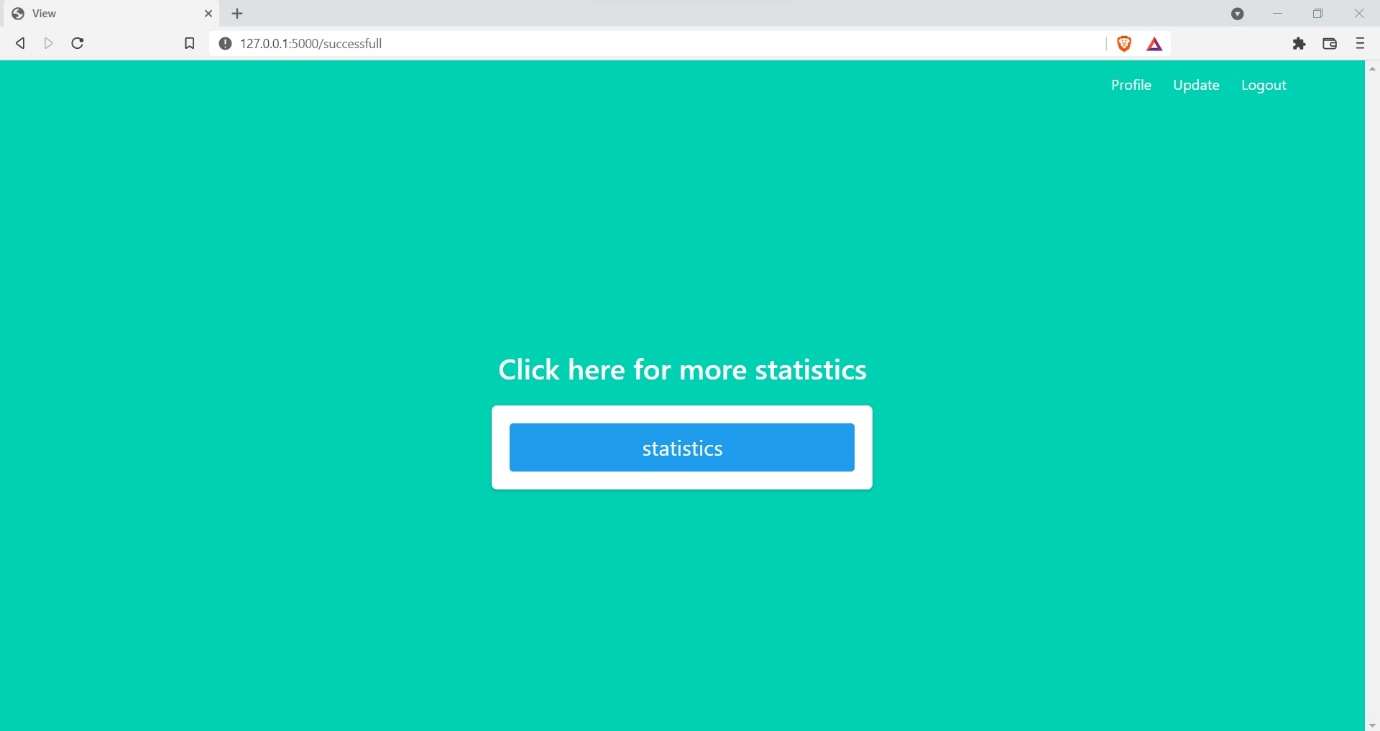 View
127.0.0.1:5000/successfull
Profile Update Logout
Click here for more statistics
statistics